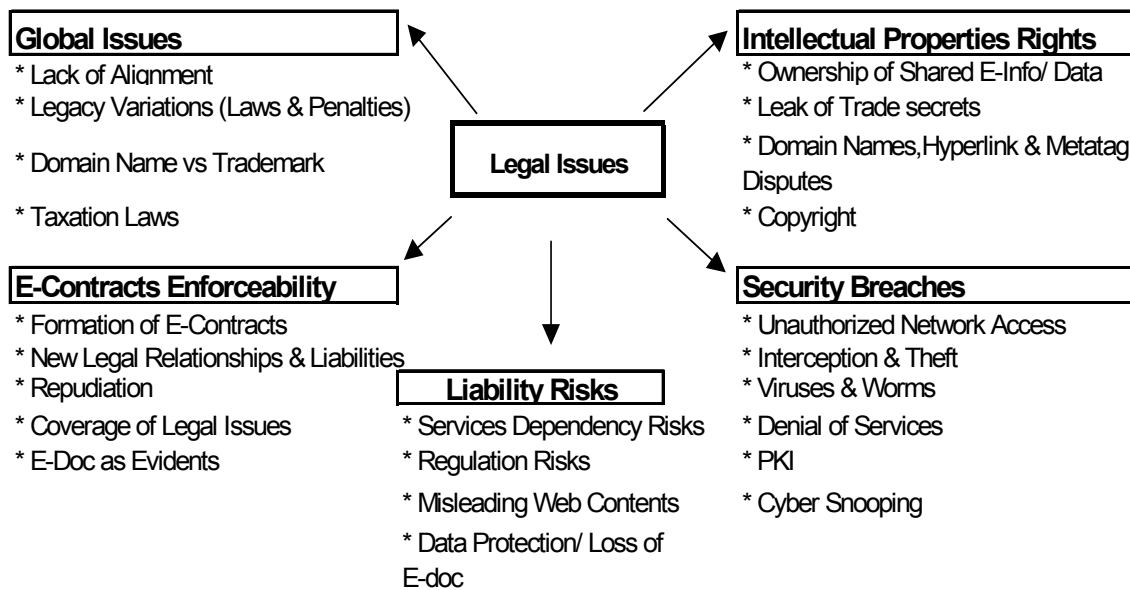 Global Issues
* Lack of Alignment
* Legacy Variations (Laws & Penalties)
* Domain Name vs Trademark
* Taxation Laws
Intellectual Properties Rights
* Ownership of Shared E-Info/ Data
* Leak of Trade secrets
* Domain Names,Hyperlink & Metatag
Disputes
* Copyright
Legal Issues
E-Contracts Enforceability
* Formation of E-Contracts
* New Legal Relationships & Liabilities
* Repudiation
* Coverage of Legal Issues
* E-Doc as Evidents
Liability Risks
* Services Dependency Risks
* Regulation Risks
* Misleading Web Contents
* Data Protection/ Loss of
E-doc
Security Breaches
* Unauthorized Network Access
* Interception & Theft
* Viruses & Worms
* Denial of Services
* PKI
* Cyber Snooping